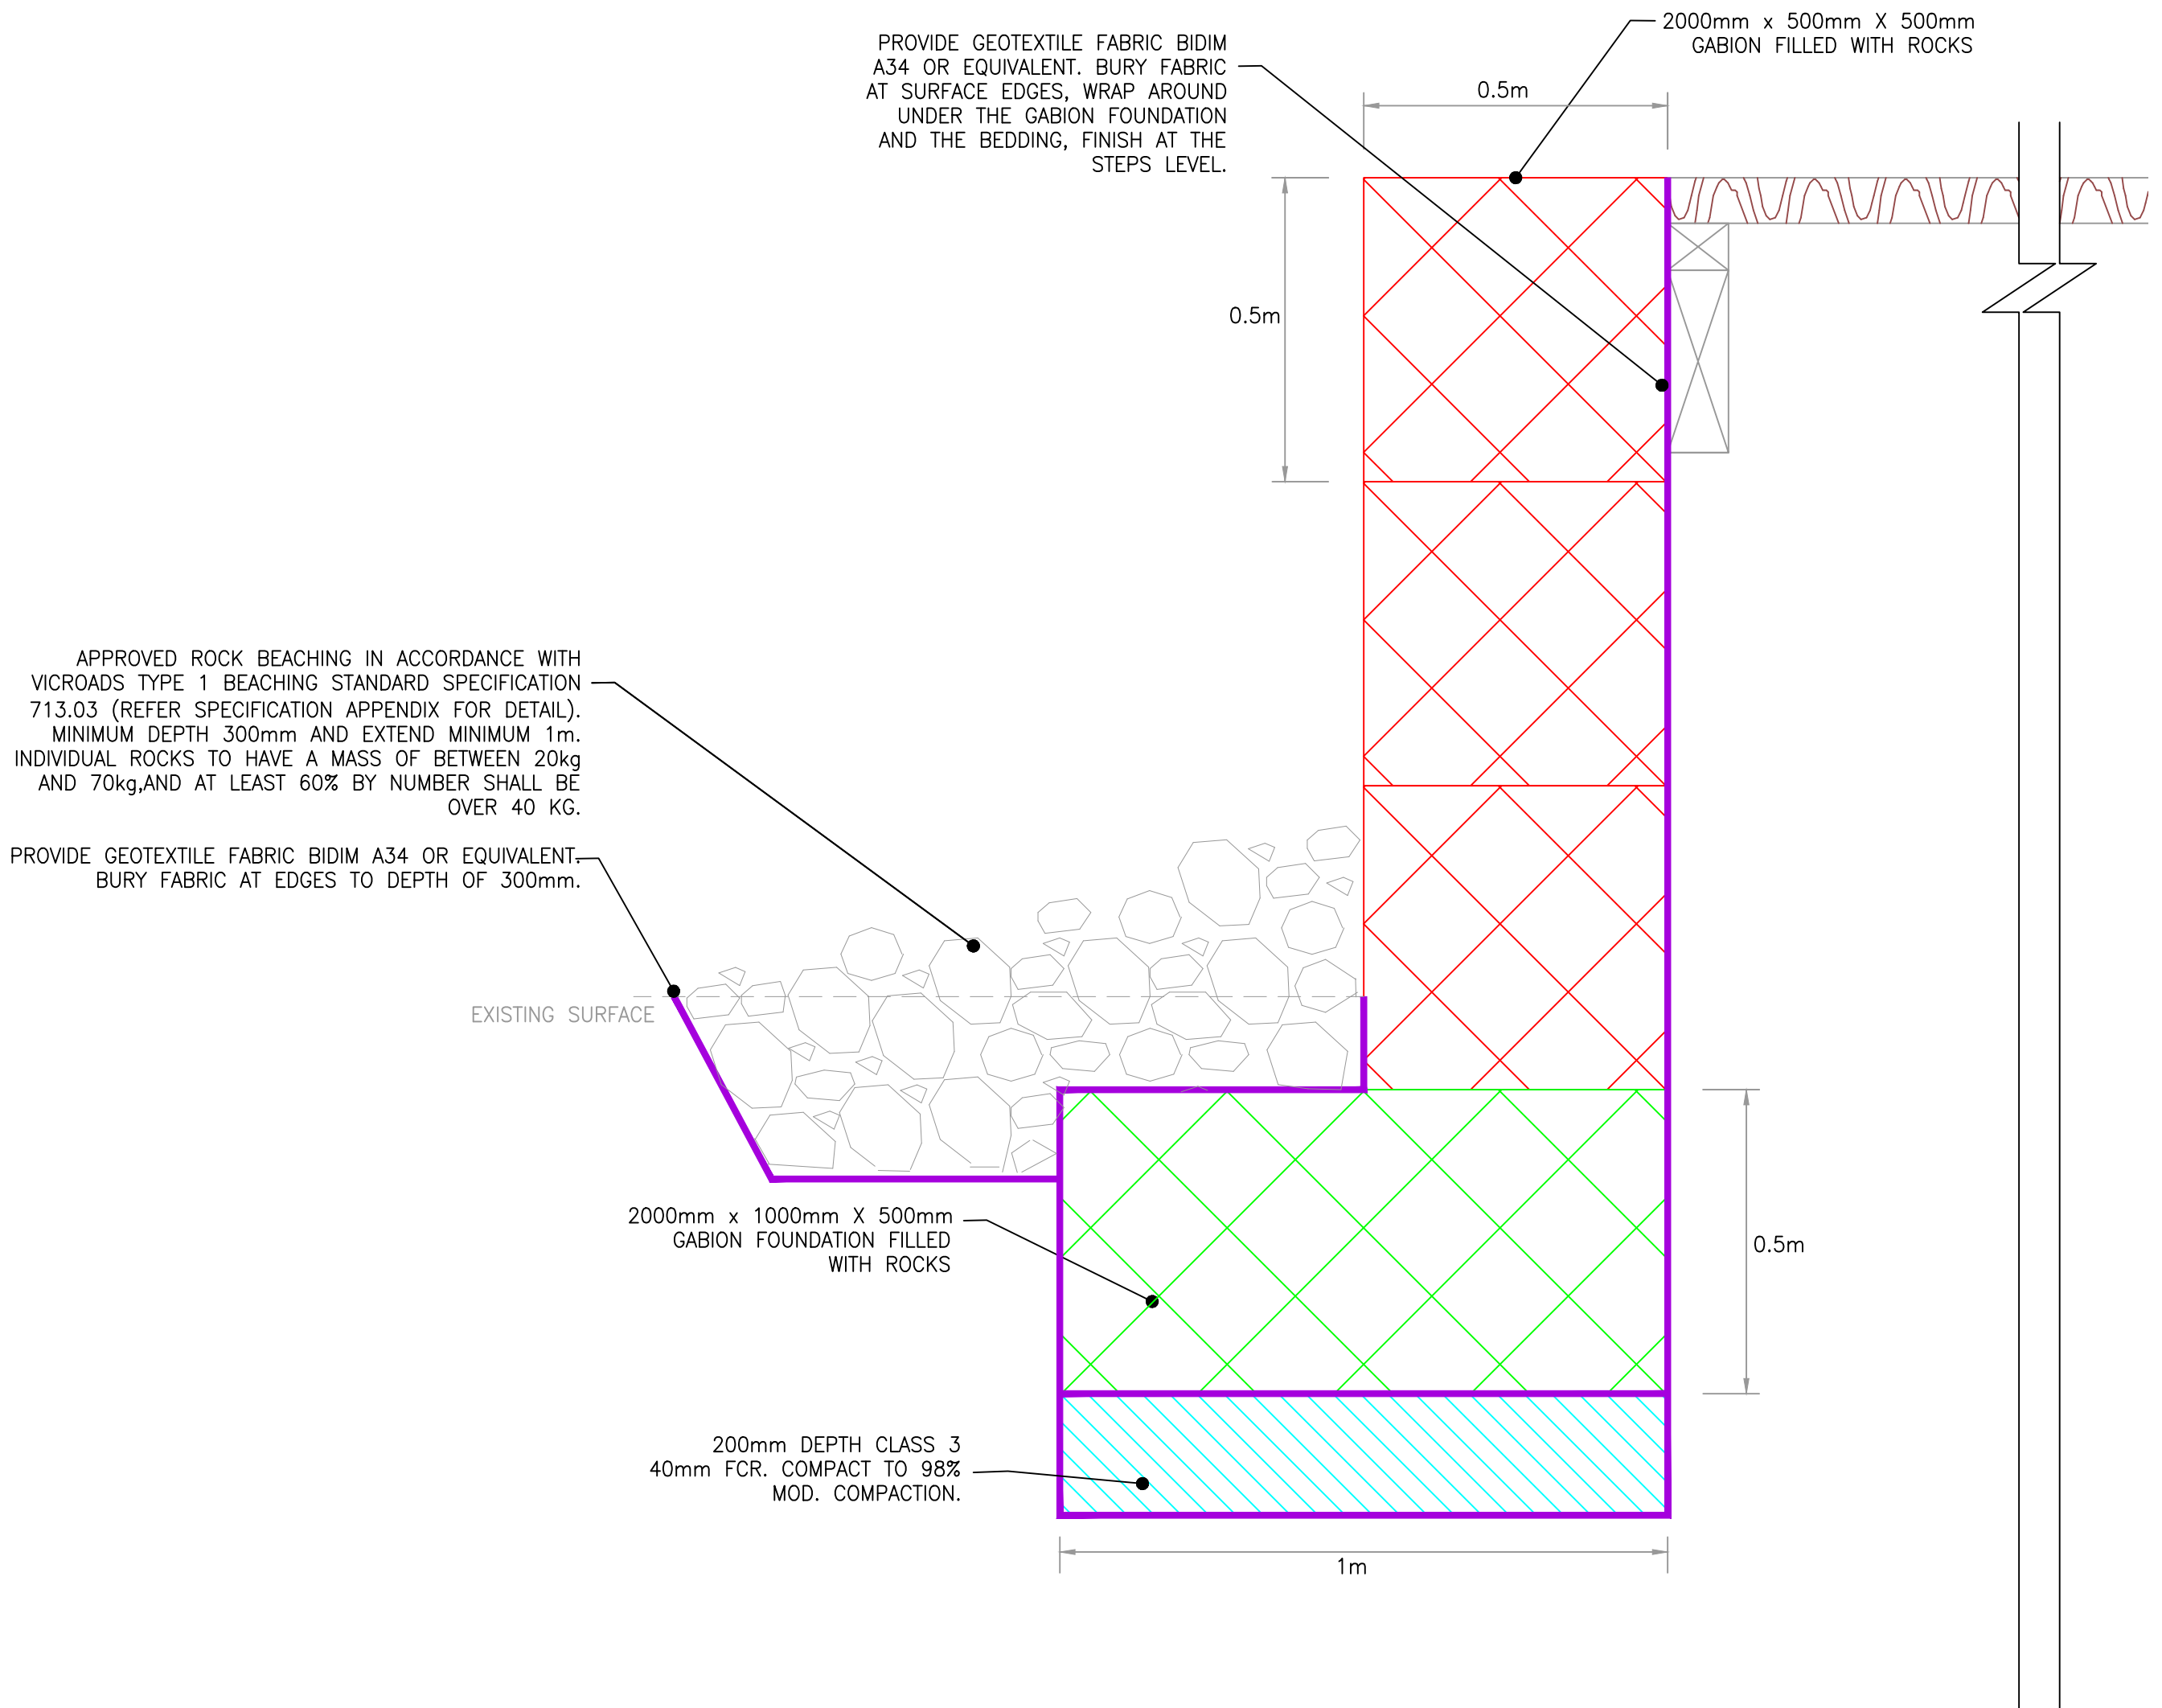 2000mm x 500mm X 500mm
GABION FILLED WITH ROCKS
PROVIDE GEOTEXTILE FABRIC BIDIM
A34 OR EQUIVALENT. BURY FABRIC
AT SURFACE EDGES, WRAP AROUND
UNDER THE GABION FOUNDATION
AND THE BEDDING, FINISH AT THE
STEPS LEVEL.
0.5m
0.5m
APPROVED ROCK BEACHING IN ACCORDANCE WITH
VICROADS TYPE 1 BEACHING STANDARD SPECIFICATION
713.03 (REFER SPECIFICATION APPENDIX FOR DETAIL).
MINIMUM DEPTH 300mm AND EXTEND MINIMUM 1m.
INDIVIDUAL ROCKS TO HAVE A MASS OF BETWEEN 20kg
AND 70kg,AND AT LEAST 60% BY NUMBER SHALL BE
OVER 40 KG.
PROVIDE GEOTEXTILE FABRIC BIDIM A34 OR EQUIVALENT.
BURY FABRIC AT EDGES TO DEPTH OF 300mm.
EXISTING SURFACE
2000mm x 1000mm X 500mm
GABION FOUNDATION FILLED
WITH ROCKS
0.5m
200mm DEPTH CLASS 3
40mm FCR. COMPACT TO 98%
MOD. COMPACTION.
1m